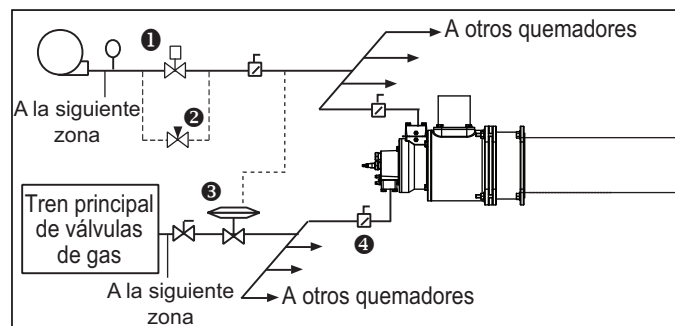 ❶
A otros quemadores
A la siguiente
zona
❷
❸
Tren principal
de válvulas
de gas
❹
A la siguiente
zona
A otros quemadores